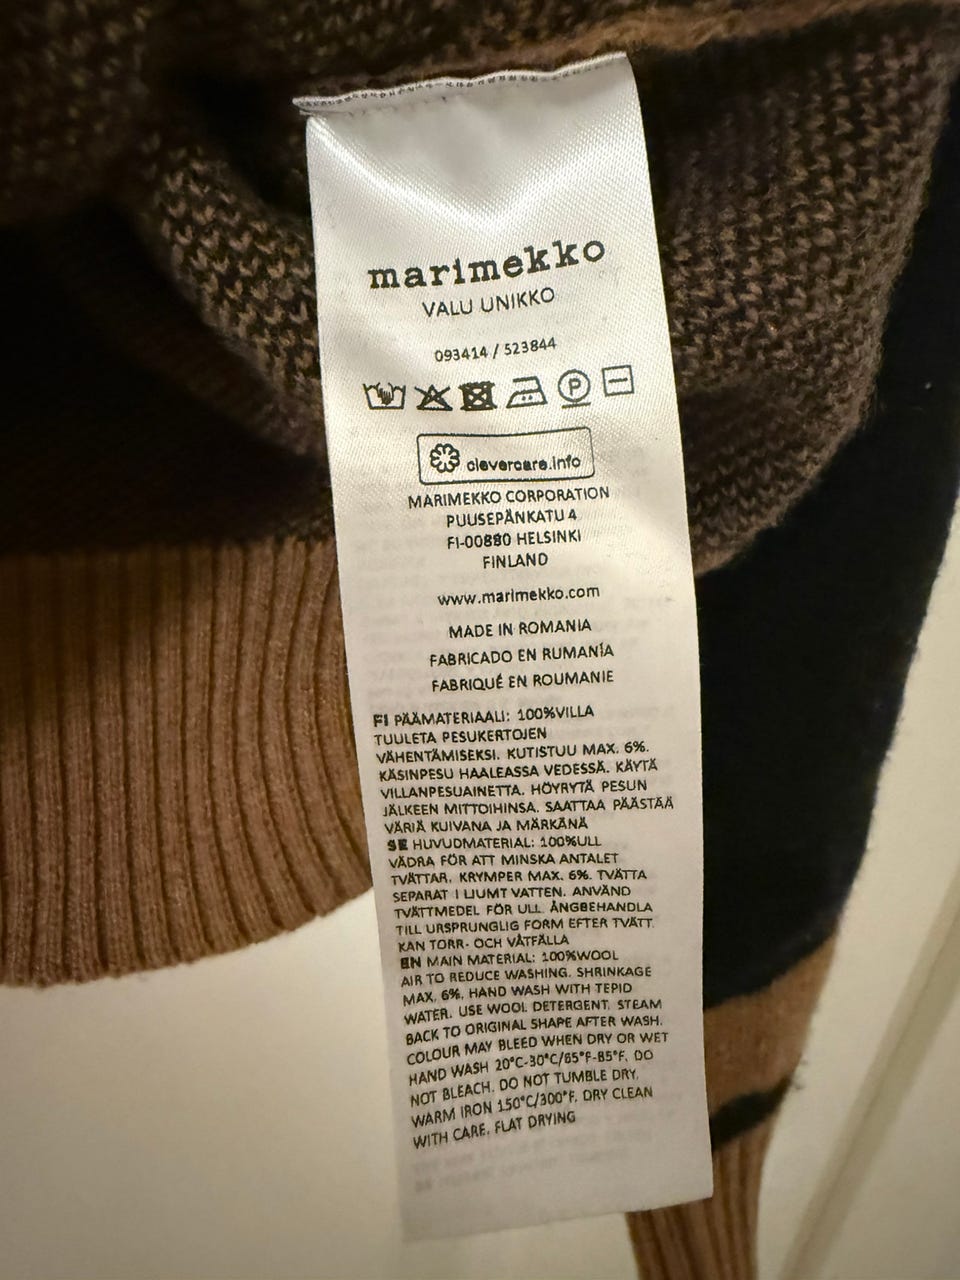 marimekko
VALU UNIKKO
093414 / 523844
P
clevercare.info
MARIMEKKO CORPORATION
PUUSEPÄNKATU 4
FI-00880 HELSINKI
FINLAND
www.marimekko.com
MADE IN ROMANIA
FABRICADO EN RUMANÍA
FABRIQUÉ EN ROUMANIE
FI PÄÄMATERIAALI: 100%VILLA
TUULETA PESUKERTOJEN
VÄHENTÄMISEKSI. KUTISTUU MAX. 6%.
KÄSINPESU HAALEASSA VEDESSÄ. KÄYTÄ
VILLANPESUAINETTA. HÖYRYTÄ PESUN
JÄLKEEN MITTOIHINSA. SAATTAA PÄÄSTÄÄ
VÄRIÄ KUIVANA JA MÄRKÄNÄ
SE HUVUDMATERIAL: 100%ULL
VÄDRA FÖR ATT MINSKA ANTALET
TVÄTTAR. KRYMPER MAX. 6%. TVÄTTA
SEPARAT I LJUMT VATTEN. ANVÄND
TVÄTTMEDEL FÖR ULL. ÅNGBEHANDLA
TILL URSPRUNGLIG FORM EFTER TVÄTT.
KAN TORR- OCH VÅTFÄLLA
EN MAIN MATERIAL: 100%WOOL
AIR TO REDUCE WASHING. SHRINKAGE
MAX. 6%. HAND WASH WITH TEPID
WATER. USE WOOL DETERGENT. STEAM
BACK TO ORIGINAL SHAPE AFTER WASH.
COLOUR MAY BLEED WHEN DRY OR WET
HAND WASH 20°C-30°C/65°F-85°F. DO
NOT BLEACH. DO NOT TUMBLE DRY.
WARM IRON 150°C/300°F. DRY CLEAN
WITH CARE. FLAT DRYING